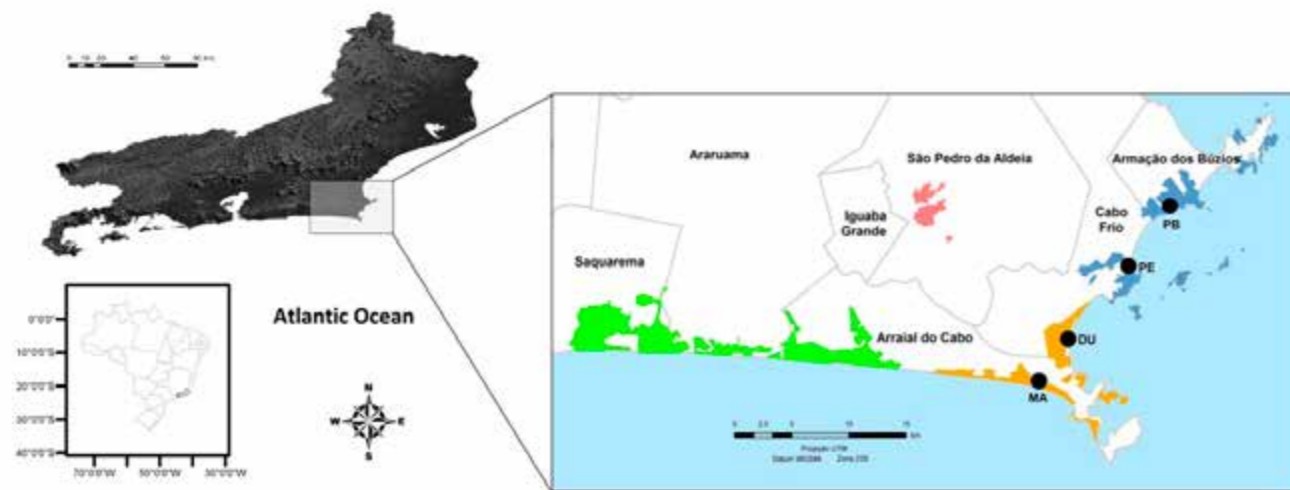 Atlantic Ocean
N
W
E
S
0°0'0"
10°0'0"S
20°0'0"S
30°0'0"S
40°0'0"S
70°0'0"W
50°0'0"W
30°0'0"W
Araruama
São Pedro da Aldeia
Armação dos Búzios
Iguaba
Grande
Cabo
Frio
PB
PE
Saquarema
Arraial do Cabo
DU
MA